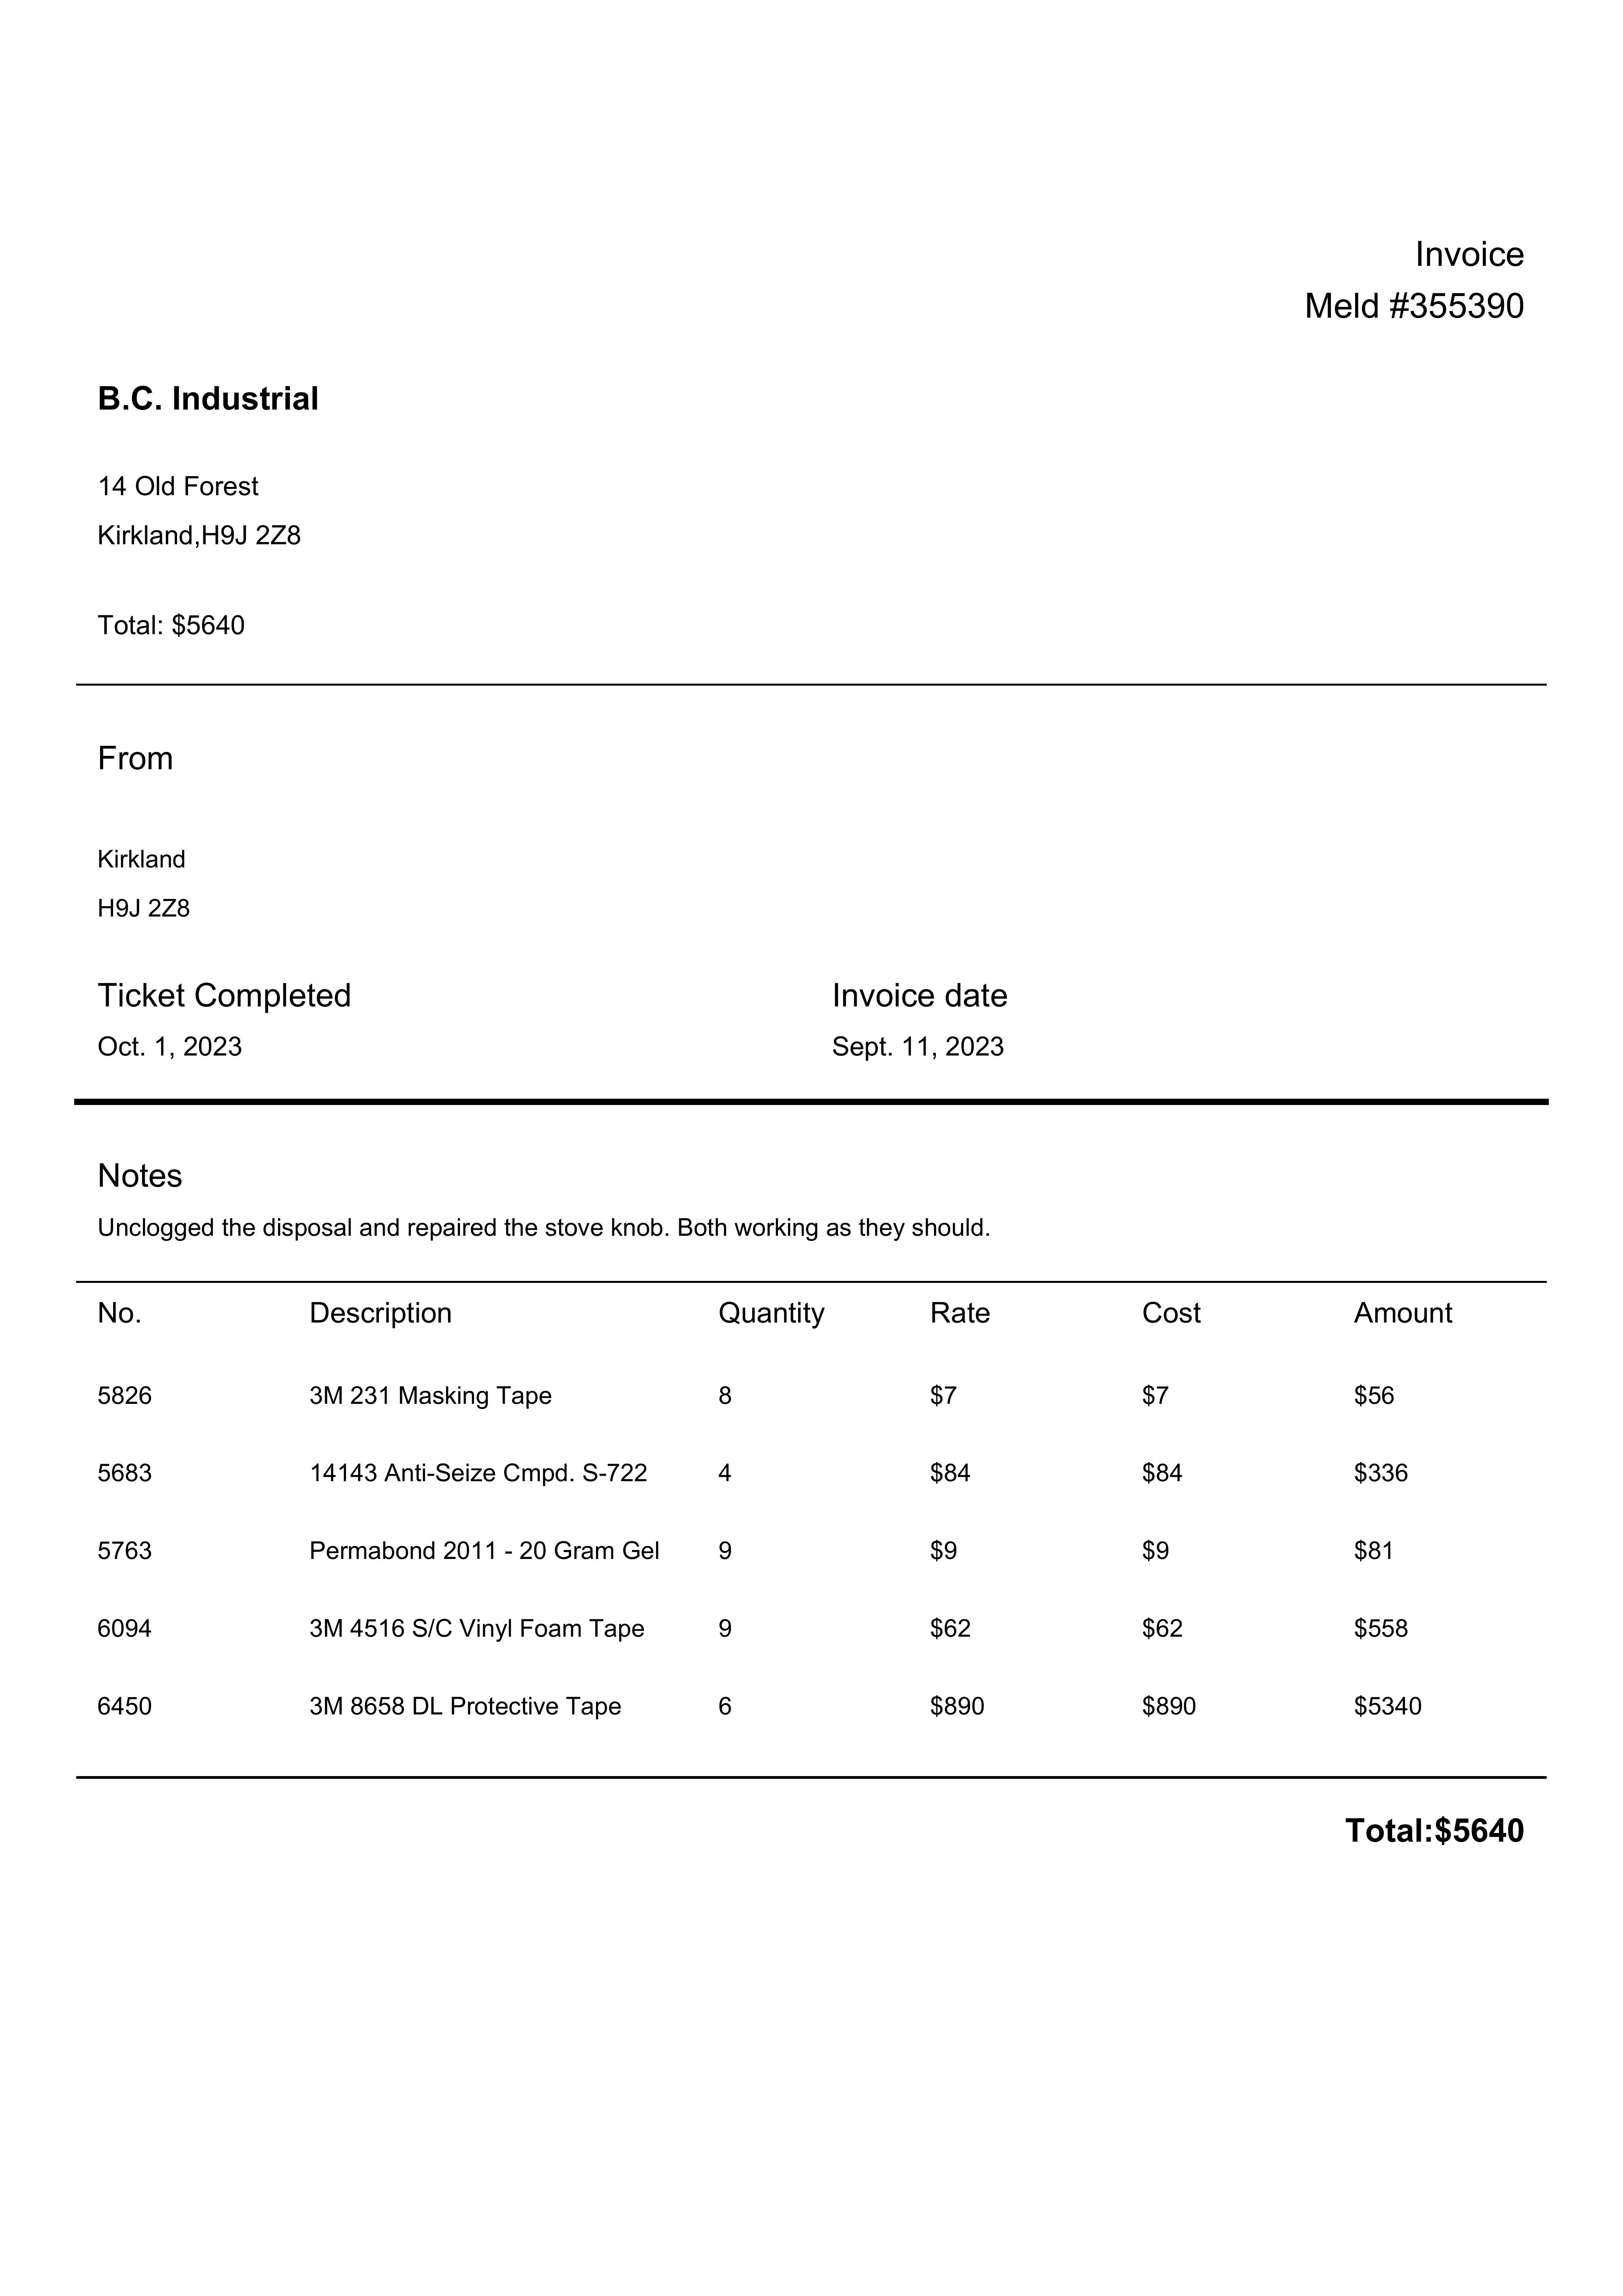 Invoice
Meld #355390
B.C. Industrial
14 Old Forest
Kirkland,H9J 2Z8
Total: $5640
From
Kirkland
H9J 2Z8
Ticket Completed Invoice date
Oct. 1, 2023 Sept. 11, 2023
Notes
Unclogged the disposal and repaired the stove knob. Both working as they should.
No. Description Quantity Rate Cost Amount
5826 3M 231 Masking Tape 8 $7 $7 $56
5683 14143 Anti-Seize Cmpd. S-722 4 $84 $84 $336
5763 Permabond 2011 - 20 Gram Gel 9 $9 $9 $81
6094 3M 4516 S/C Vinyl Foam Tape 9 $62 $62 $558
6450 3M 8658 DL Protective Tape 6 $890 $890 $5340
Total:$5640